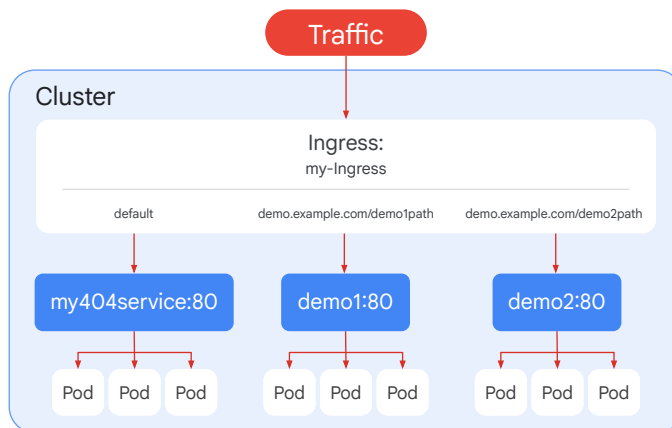 Traffic
Cluster
Ingress:
my-Ingress
default
demo.example.com/demo1path
demo.example.com/demo2path
my404service:80
demo1:80
demo2:80
Pod
Pod
Pod
Pod
Pod
Pod
Pod
Pod
Pod